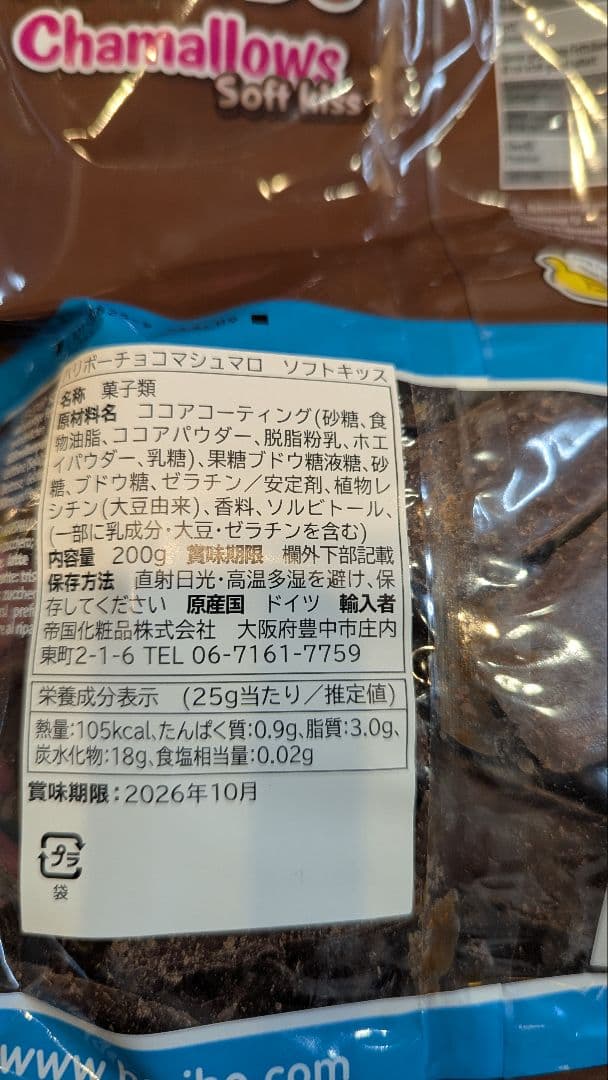 Chamallows
Soft kiss
ハリボーチョコマシュマロ ソフトキッス
名称 菓子類
原材料名 ココアコーティング(砂糖、食
物油脂、ココアパウダー、脱脂粉乳、ホエ
イパウダー、乳糖)、果糖ブドウ糖液糖、砂
糖、ブドウ糖、ゼラチン/安定剤、植物レ
シチン(大豆由来)、香料、ソルビトール、
(一部に乳成分・大豆・ゼラチンを含む)
内容量 200g 賞味期限 欄外下部記載
保存方法 直射日光・高温多湿を避け、保
存してください 原産国 ドイツ 輸入者
帝国化粧品株式会社 大阪府豊中市庄内
東町2-1-6 TEL 06-7161-7759
栄養成分表示 (25g当たり/推定値)
熱量:105kcal、たんぱく質:0.9g、脂質:3.0g、
炭水化物:18g、食塩相当量:0.02g
賞味期限:2026年10月
プラ
袋
www.haribo.com